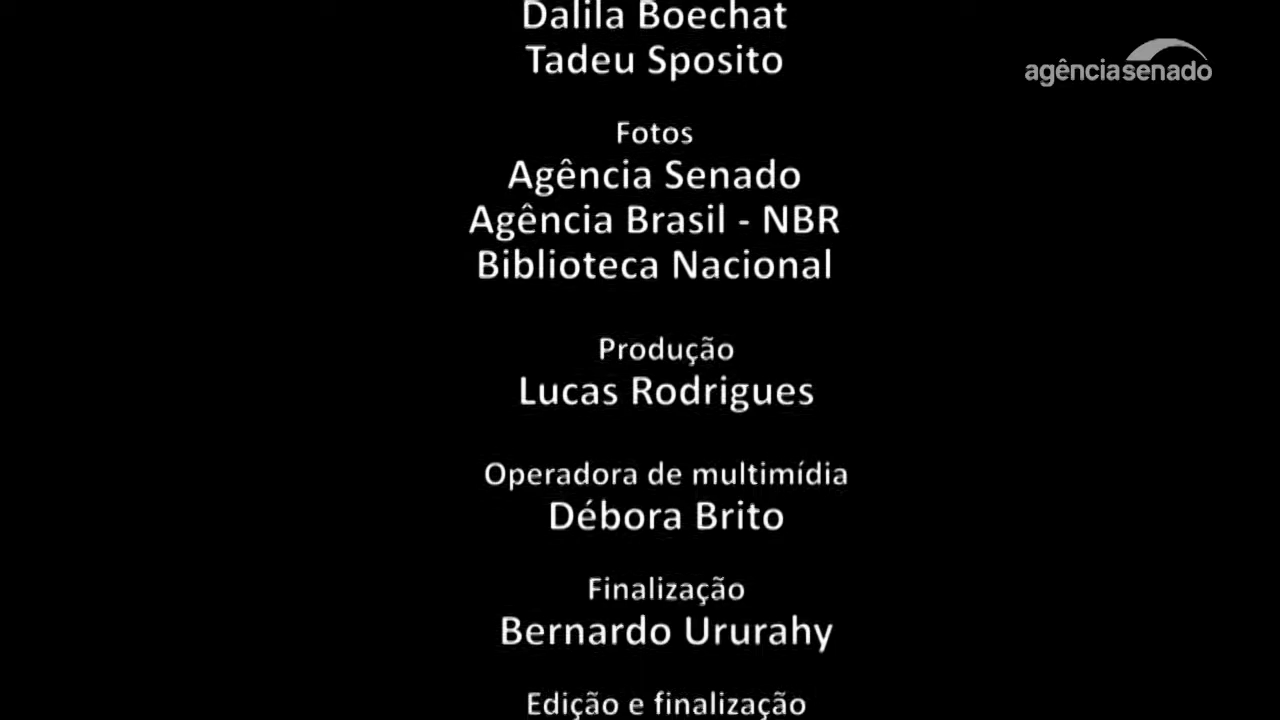 Dalila Boechat
Tadeu Sposito
agênciasenado
Fotos
Agência Senado
Agência Brasil - NBR
Biblioteca Nacional
Produção
Lucas Rodrigues
Operadora de multimídia
Débora Brito
Finalização
Bernardo Ururahy
Edição e finalização